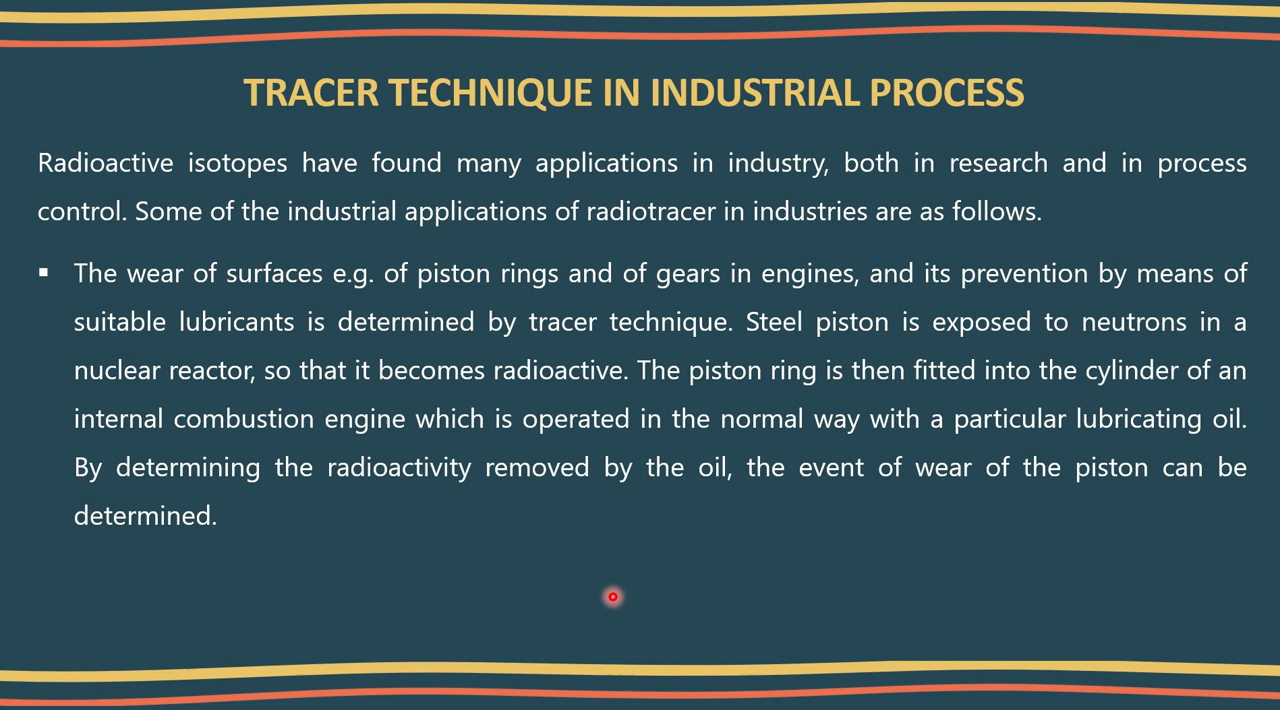 TRACER TECHNIQUE IN INDUSTRIAL PROCESS
Radioactive isotopes have found many applications in industry, both in research and in process
control. Some of the industrial applications of radiotracer in industries are as follows.
▪ The wear of surfaces e.g. of piston rings and of gears in engines, and its prevention by means of
suitable lubricants is determined by tracer technique. Steel piston is exposed to neutrons in a
nuclear reactor, so that it becomes radioactive. The piston ring is then fitted into the cylinder of an
internal combustion engine which is operated in the normal way with a particular lubricating oil.
By determining the radioactivity removed by the oil, the event of wear of the piston can be
determined.